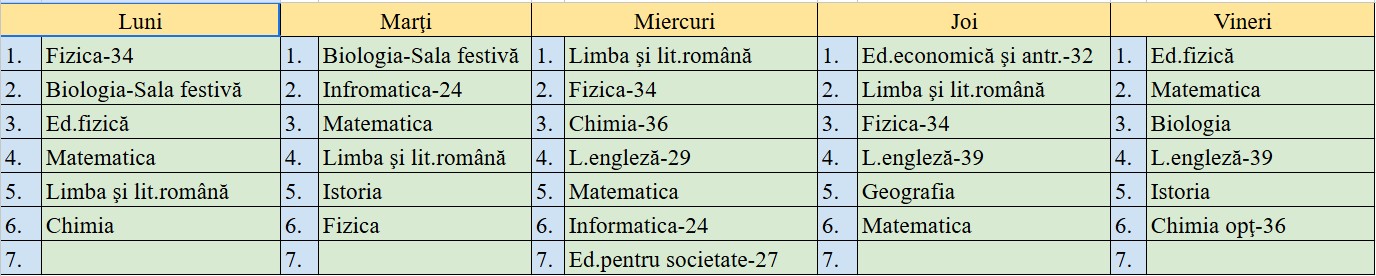 Luni Marţi Miercuri Joi Vineri
1. Fizica-34 1. Biologia-Sala festivă 1. Limba şi lit.română 1. Ed.economică şi antr.-32 1. Ed.fizică
2. Biologia-Sala festivă 2. Infromatica-24 2. Fizica-34 2. Limba şi lit.română 2. Matematica
3. Ed.fizică 3. Matematica 3. Chimia-36 3. Fizica-34 3. Biologia
4. Matematica 4. Limba şi lit.română 4. L.engleză-29 4. L.engleză-39 4. L.engleză-39
5. Limba şi lit.română 5. Istoria 5. Matematica 5. Geografia 5. Istoria
6. Chimia 6. Fizica 6. Informatica-24 6. Matematica 6. Chimia opţ-36
7. 7. 7. Ed.pentru societate-27 7. 7.